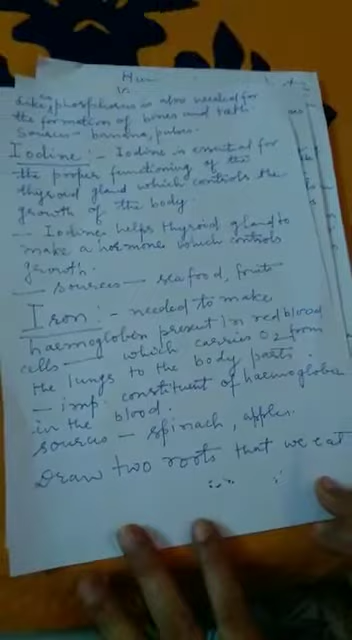 like phosphorus is also needed for
the formation of bones and teeth.
Sources - banana, pulses.
Iodine :- Iodine is essential for
the proper functioning of the
thyroid gland which controls the
growth of the body.
- Iodine helps thyroid gland to
make a hormone which controls
growth.
- sources - seafood, fruits
Iron :- needed to make
haemoglobin present in red blood
cells - which carries O2 from
the lungs to the body parts.
- imp. constituent of haemoglobin
in the blood.
sources - spinach, apples.
Draw two roots that we eat